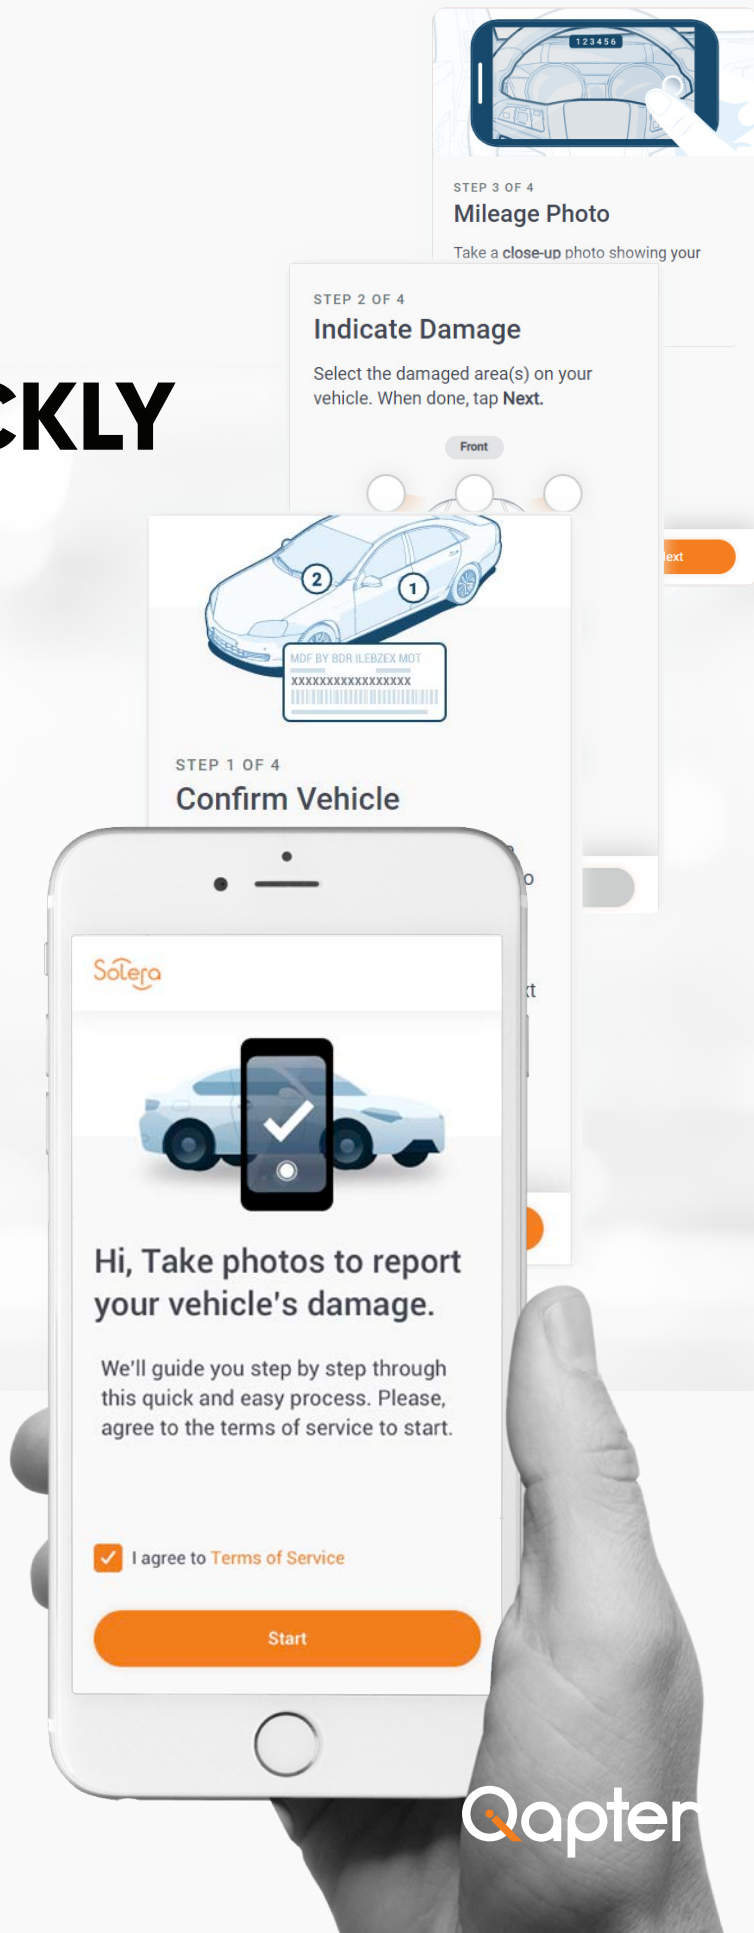 123456
STEP 3 OF 4
Mileage Photo
Take a close-up photo showing your
STEP 2 OF 4
Indicate Damage
Select the damaged area(s) on your
vehicle. When done, tap Next.
Front
CKLY
ext
2
1
MDF BY BDR ILEBZEX MOT
XXXXXXXXXXXXXXXXX
STEP 1 OF 4
Confirm Vehicle
o
xt
Solera
Hi, Take photos to report
your vehicle's damage.
We'll guide you step by step through
this quick and easy process. Please,
agree to the terms of service to start.
I agree to Terms of Service
Start
Qapter